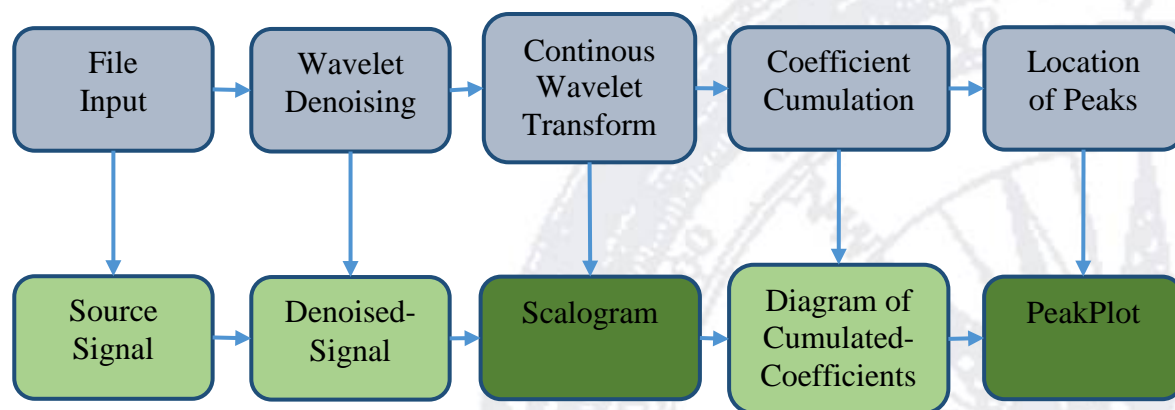 File
Input
Wavelet
Denoising
Continous
Wavelet
Transform
Coefficient
Cumulation
Location
of Peaks
Source
Signal
Denoised-
Signal
Scalogram
Diagram of
Cumulated-
Coefficients
PeakPlot